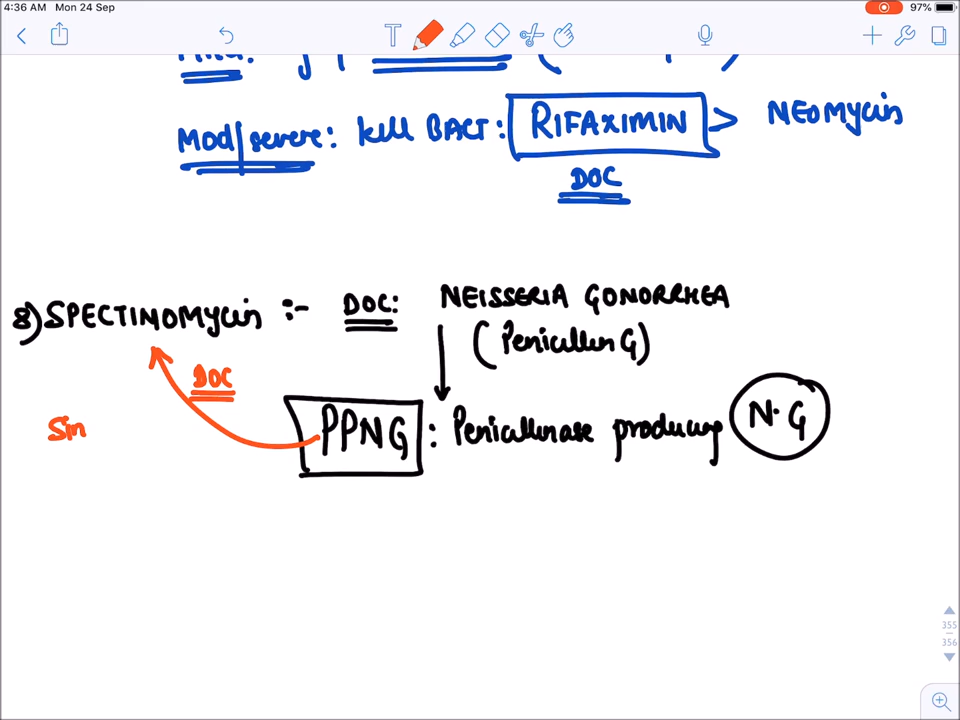 4:36 AM Mon 24 Sep
97%
T
Mod/severe: kill BACT: RIFAXIMIN > NEOMycin
DOC
8) SPECTINOMycin :- DOC: NEISSERIA GONORRHEA
(Penicillin G)
DOC
PPNG : Penicillinase producing N.G
Sin
355
356